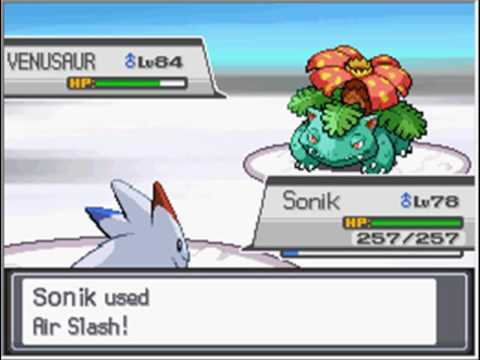 VENUSAUR ♂Lv84
HP:
Sonik ♂Lv78
HP:
257/257
Sonik used
Air Slash!